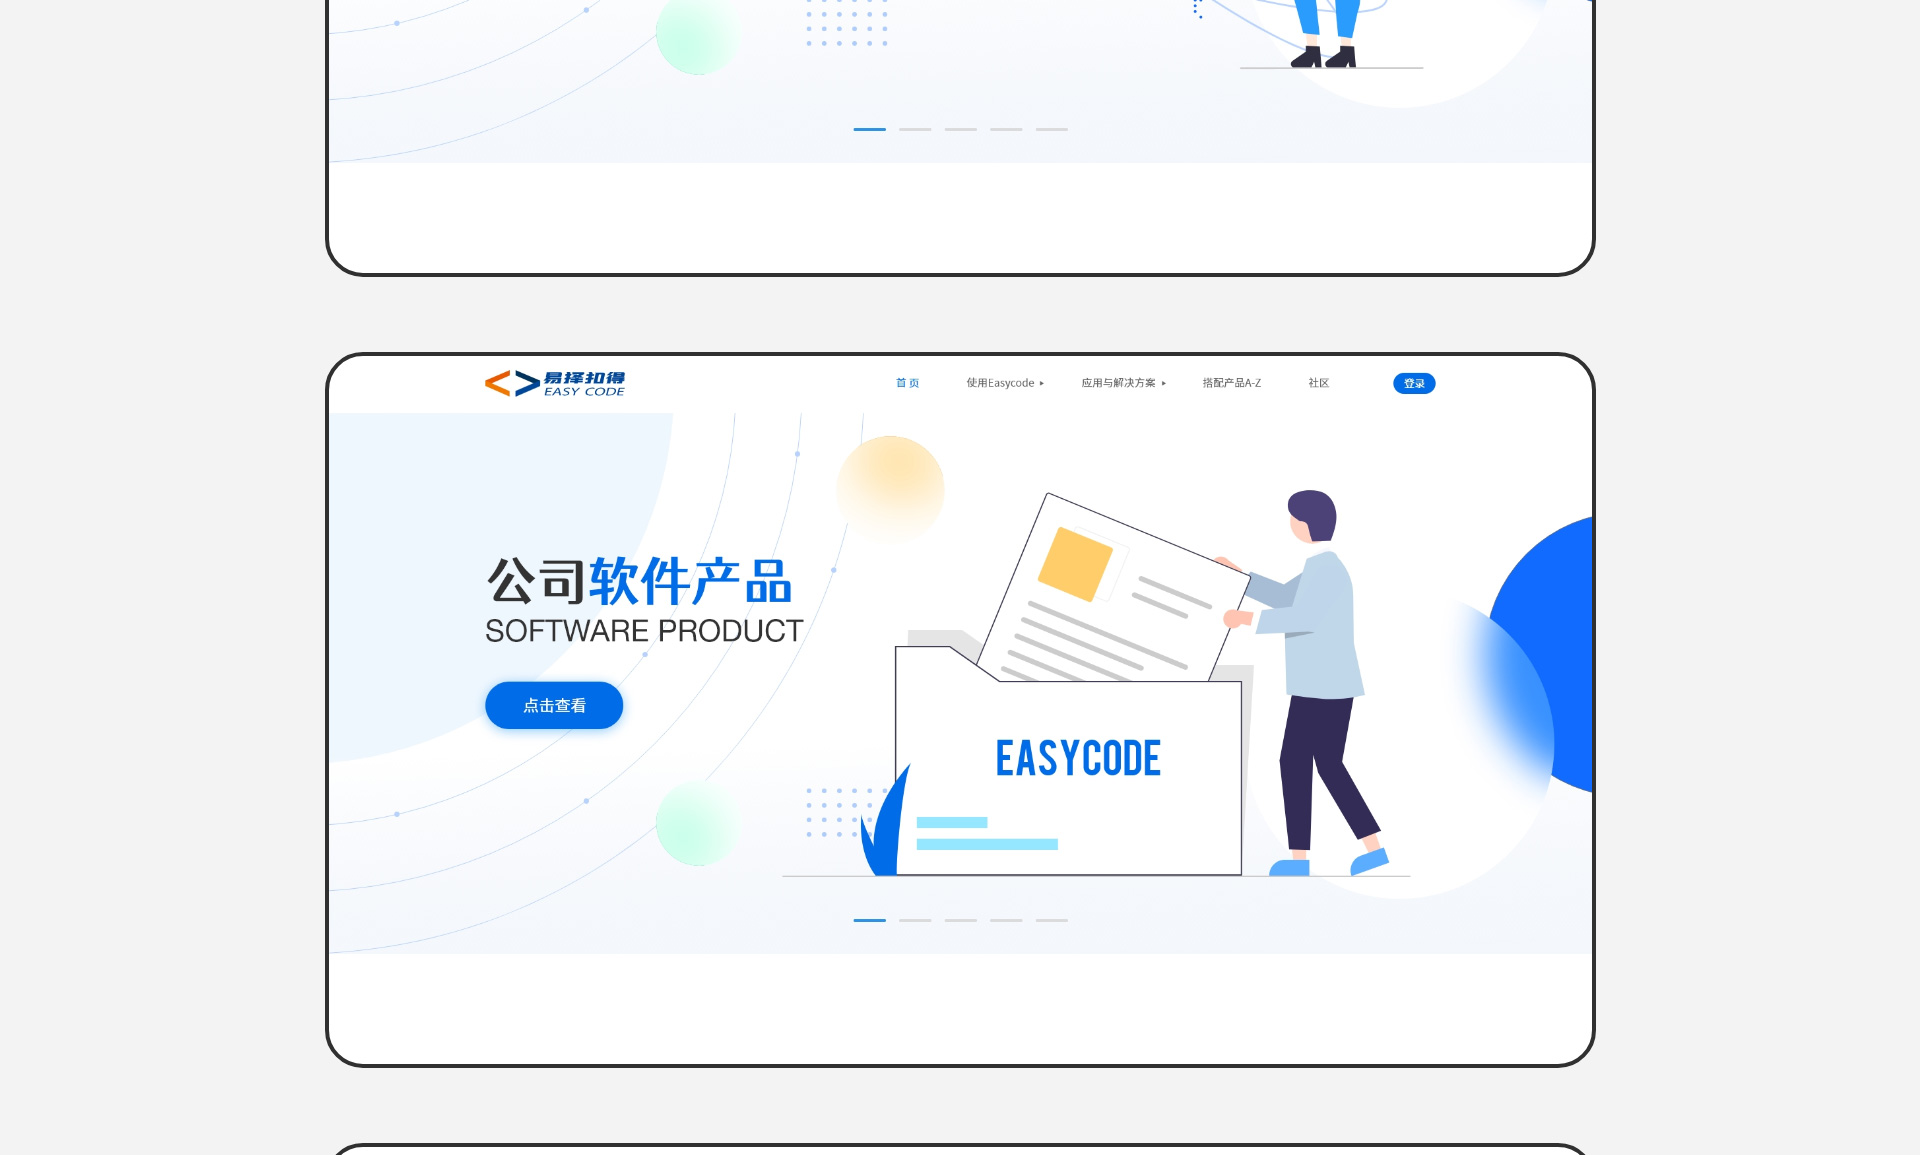 易择扣得
EASY CODE
首 页
使用Easycode
应用与解决方案
搭配产品A-Z
社区
登录
公司软件产品
SOFTWARE PRODUCT
点击查看
EASYCODE